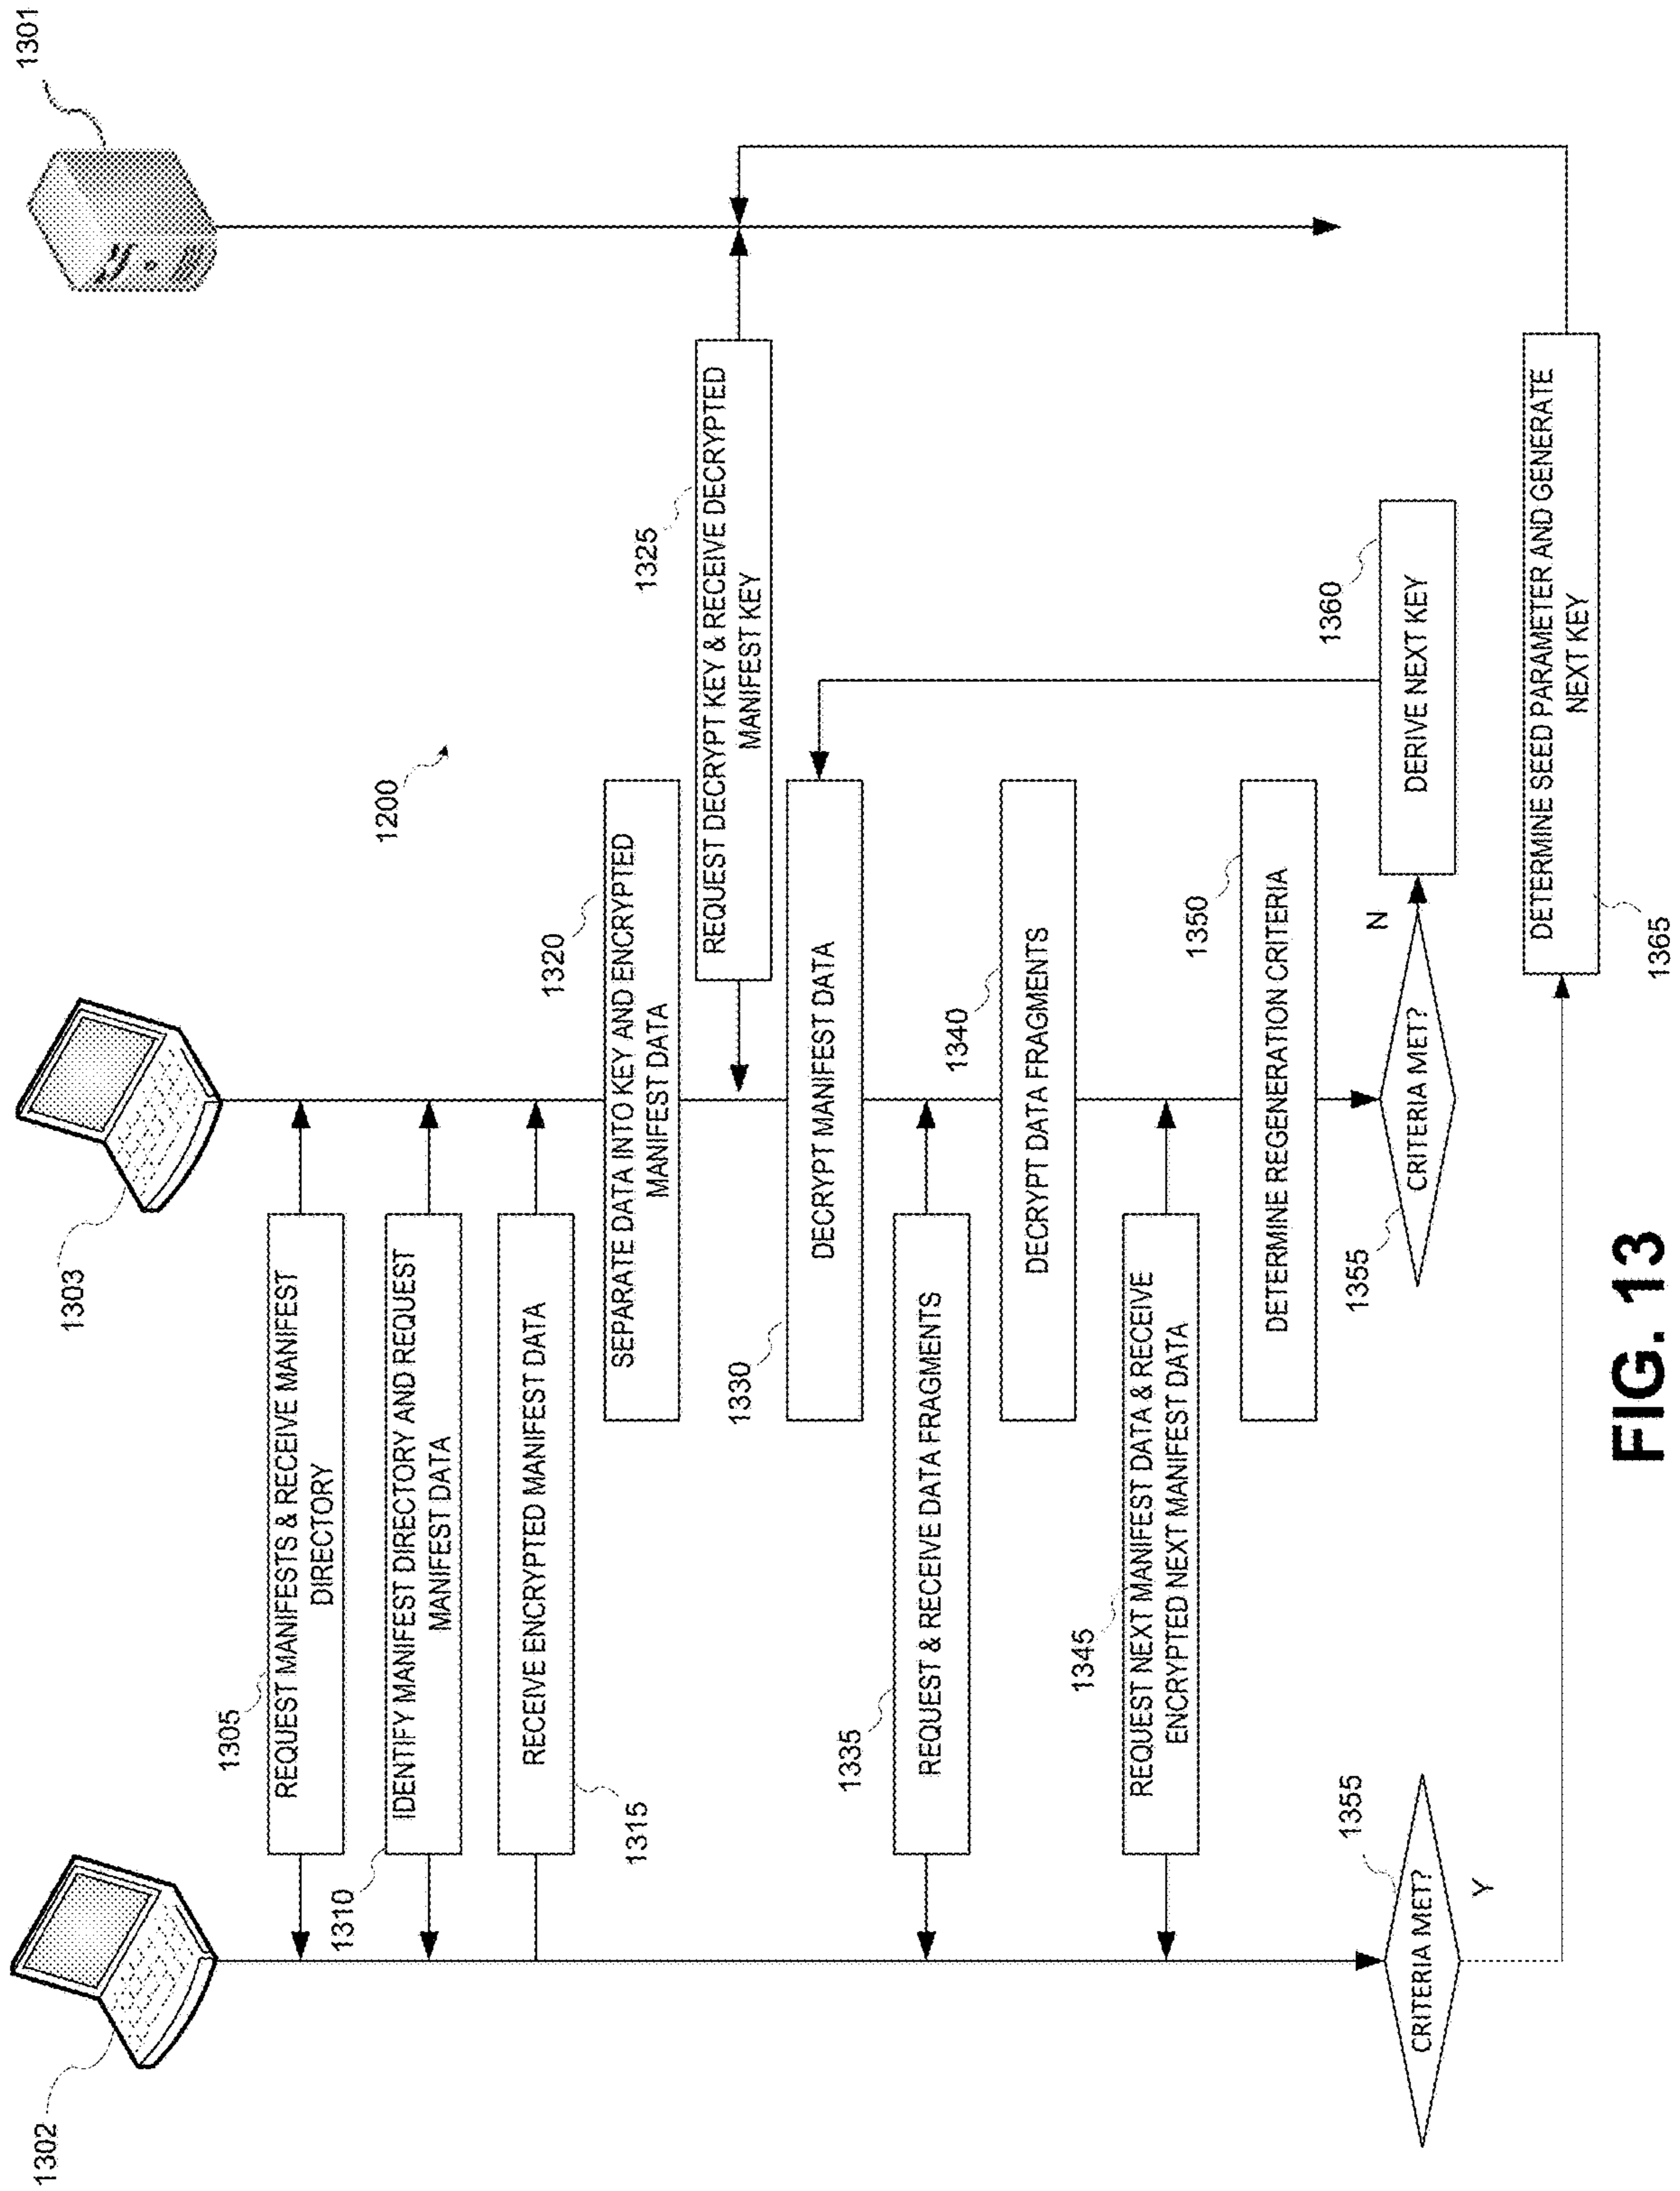 1302
1303
1301
1200
1305
REQUEST MANIFESTS & RECEIVE MANIFEST
DIRECTORY
1310
IDENTIFY MANIFEST DIRECTORY AND REQUEST
MANIFEST DATA
RECEIVE ENCRYPTED MANIFEST DATA
1315
1320
SEPARATE DATA INTO KEY AND ENCRYPTED
MANIFEST DATA
1325
REQUEST DECRYPT KEY & RECEIVE DECRYPTED
MANIFEST KEY
1330
DECRYPT MANIFEST DATA
1335
REQUEST & RECEIVE DATA FRAGMENTS
1340
DECRYPT DATA FRAGMENTS
1345
REQUEST NEXT MANIFEST DATA & RECEIVE
ENCRYPTED NEXT MANIFEST DATA
1350
DETERMINE REGENERATION CRITERIA
1355
CRITERIA MET?
Y
1355
CRITERIA MET?
N
1360
DERIVE NEXT KEY
DETERMINE SEED PARAMETER AND GENERATE
NEXT KEY
1365
FIG. 13